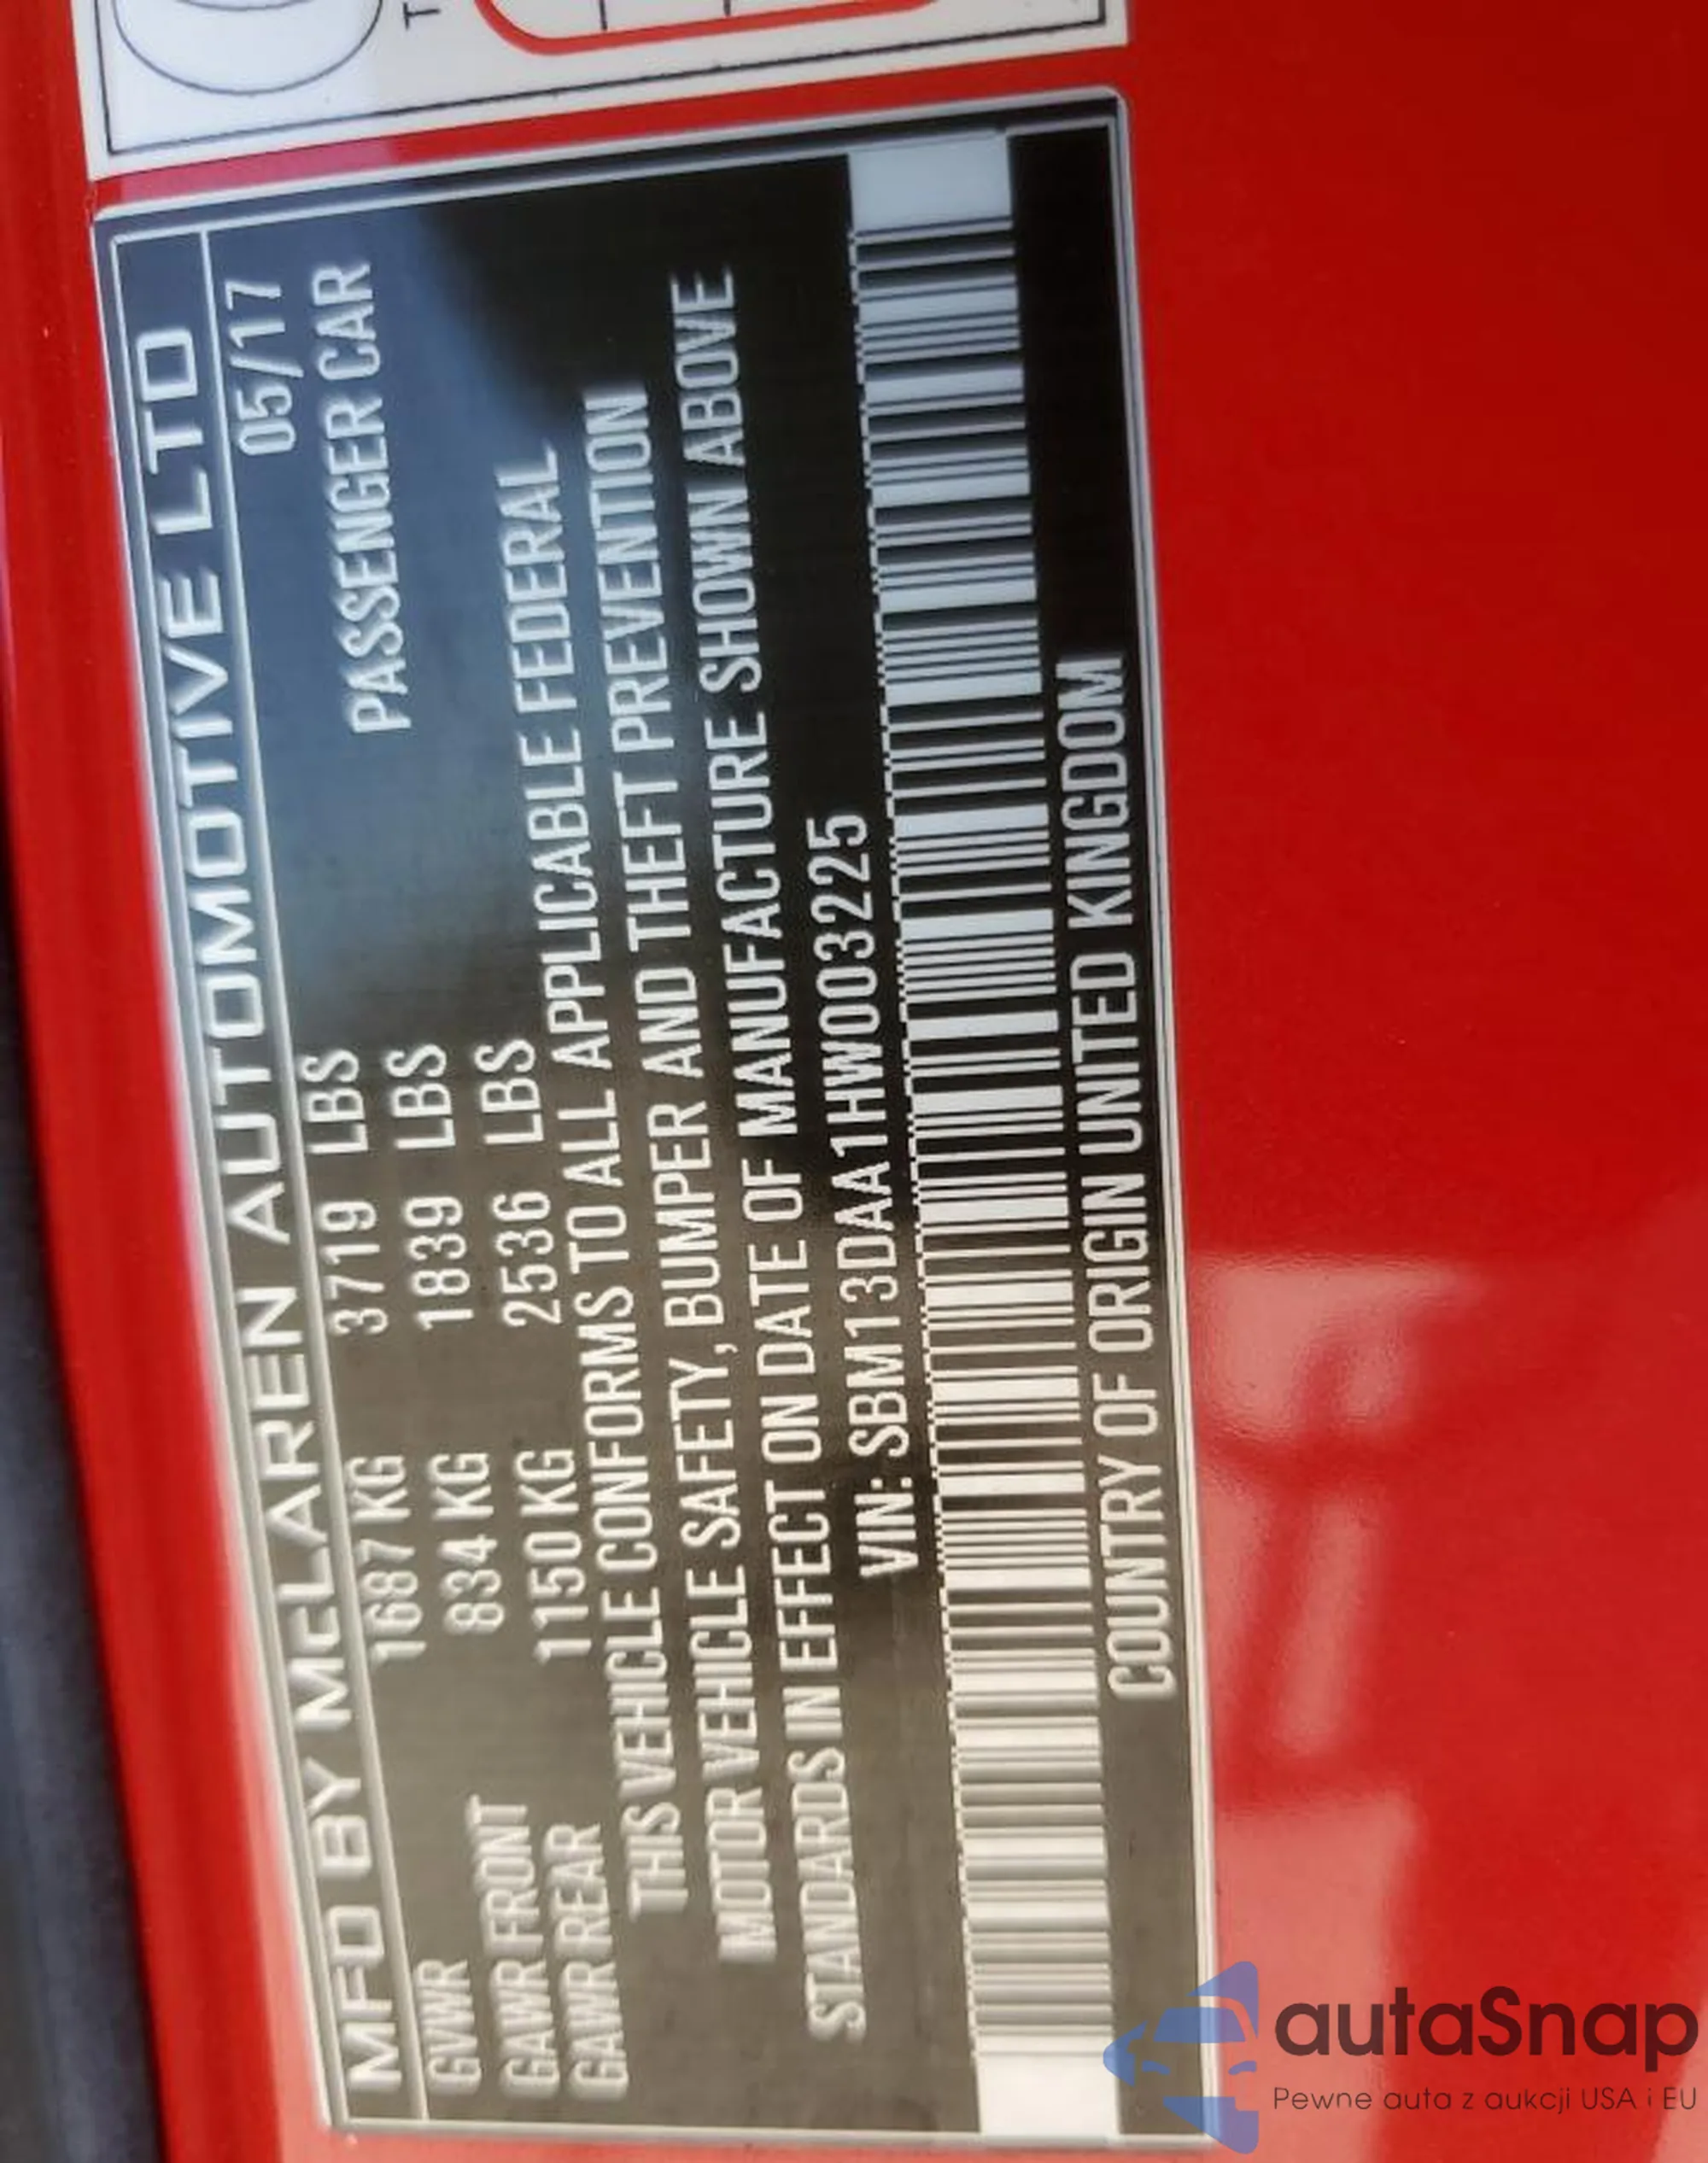 T
MFD BY McLAREN AUTOMOTIVE LTD
05/17
GVWR 1687 KG 3719 LBS PASSENGER CAR
GAWR FRONT 834 KG 1839 LBS
GAWR REAR 1150 KG 2536 LBS
THIS VEHICLE CONFORMS TO ALL APPLICABLE FEDERAL
MOTOR VEHICLE SAFETY, BUMPER AND THEFT PREVENTION
STANDARDS IN EFFECT ON DATE OF MANUFACTURE SHOWN ABOVE
VIN: SBM13DAA1HW003225
COUNTRY OF ORIGIN UNITED KINGDOM
autaSnap
Pewne auta z aukcji USA i EU